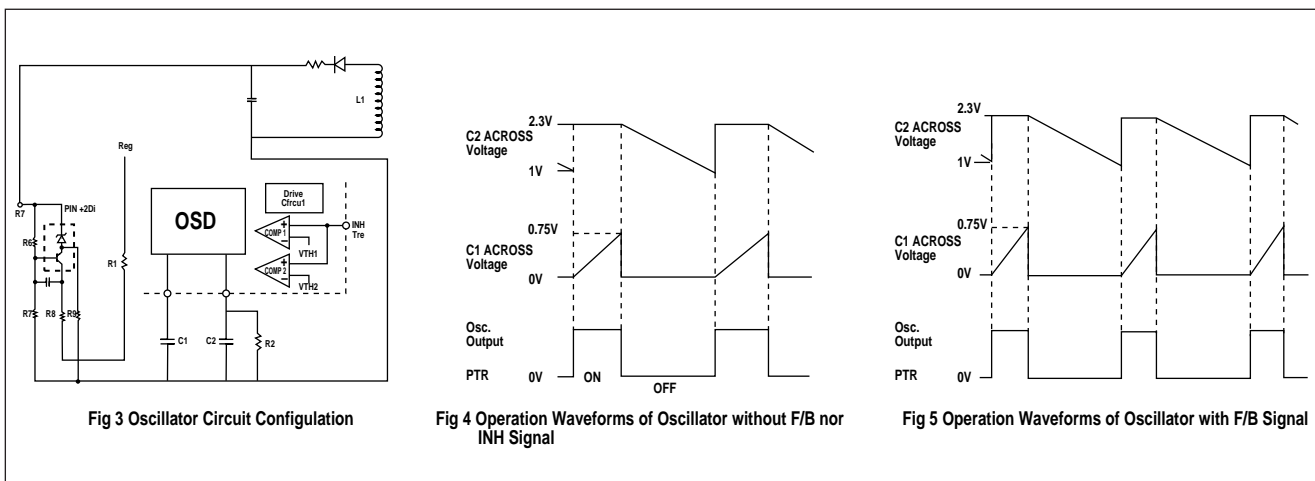 L1
Reg
R7
PIN +2Di
R6
R1
R7
R8
R9
OSD
Drive
Cfrcu1
COMP 1
COMP 2
VTH1
VTH2
INH
Tre
C1
C2
R2
Fig 3 Oscillator Circuit Configulation
2.3V
C2 ACROSS
Voltage
1V
0.75V
C1 ACROSS
Voltage
0V
Osc.
Output
PTR
0V
ON
OFF
Fig 4 Operation Waveforms of Oscillator without F/B nor
INH Signal
2.3V
C2 ACROSS
Voltage
1V
0.75V
C1 ACROSS
Voltage
0V
Osc.
Output
PTR
0V
Fig 5 Operation Waveforms of Oscillator with F/B Signal